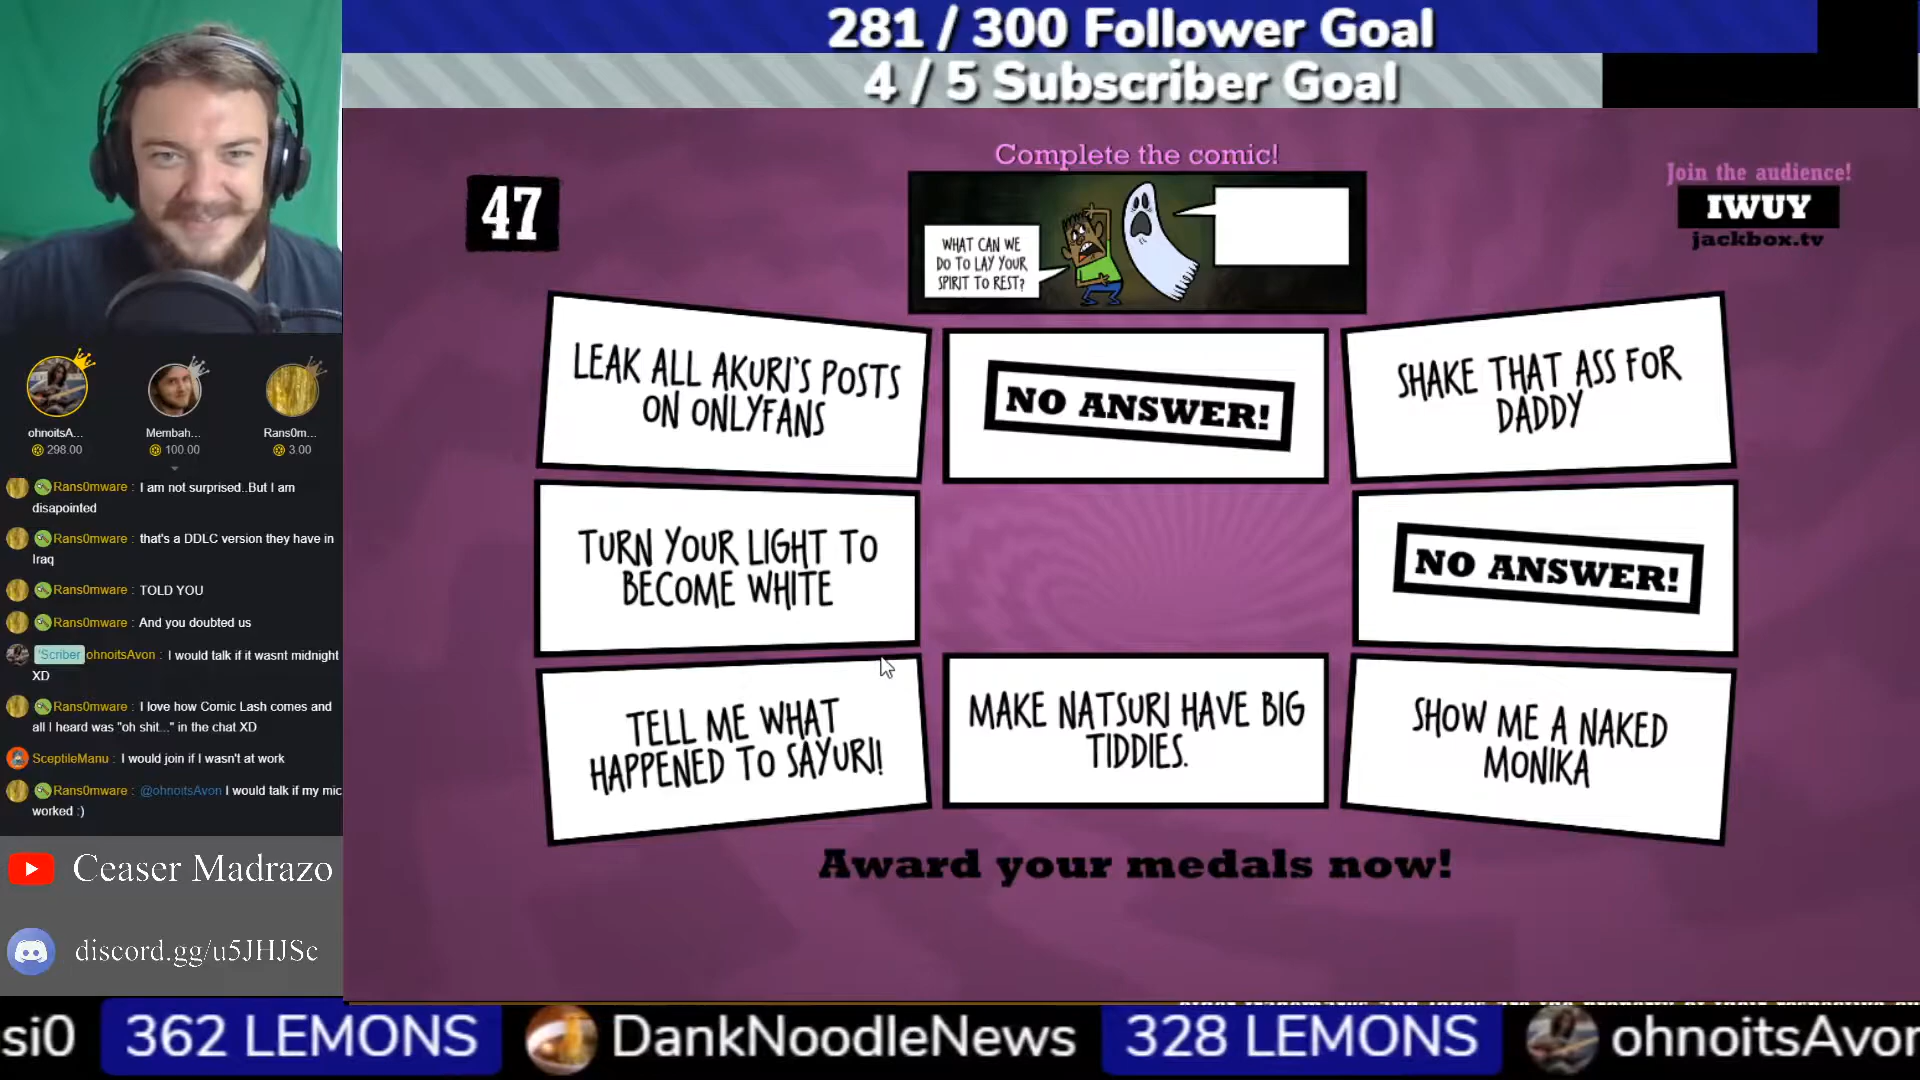 281 / 300 Follower Goal
4 / 5 Subscriber Goal
Complete the comic!
47
WHAT CAN WE
DO TO LAY YOUR
SPIRIT TO REST?
Join the audience!
IWUY
jackbox.tv
LEAK ALL AKURI'S POSTS
ON ONLYFANS
NO ANSWER!
SHAKE THAT ASS FOR
DADDY
TURN YOUR LIGHT TO
BECOME WHITE
NO ANSWER!
TELL ME WHAT
HAPPENED TO SAYURI!
MAKE NATSURI HAVE BIG
TIDDIES.
SHOW ME A NAKED
MONIKA
Award your medals now!
ohnoitsA...
298.00
Membah...
100.00
Rans0m...
3.00
Rans0mware : I am not surprised..But I am
disapointed
Rans0mware : that's a DDLC version they have in
Iraq
Rans0mware : TOLD YOU
Rans0mware : And you doubted us
'Scriber ohnoitsAvon : I would talk if it wasnt midnight
XD
Rans0mware : I love how Comic Lash comes and
all I heard was "oh shit..." in the chat XD
SceptileManu : I would join if I wasn't at work
Rans0mware : @ohnoitsAvon I would talk if my mic
worked :)
Ceaser Madrazo
discord.gg/u5JHJSc
si0 362 LEMONS DankNoodleNews 328 LEMONS ohnoitsAvon